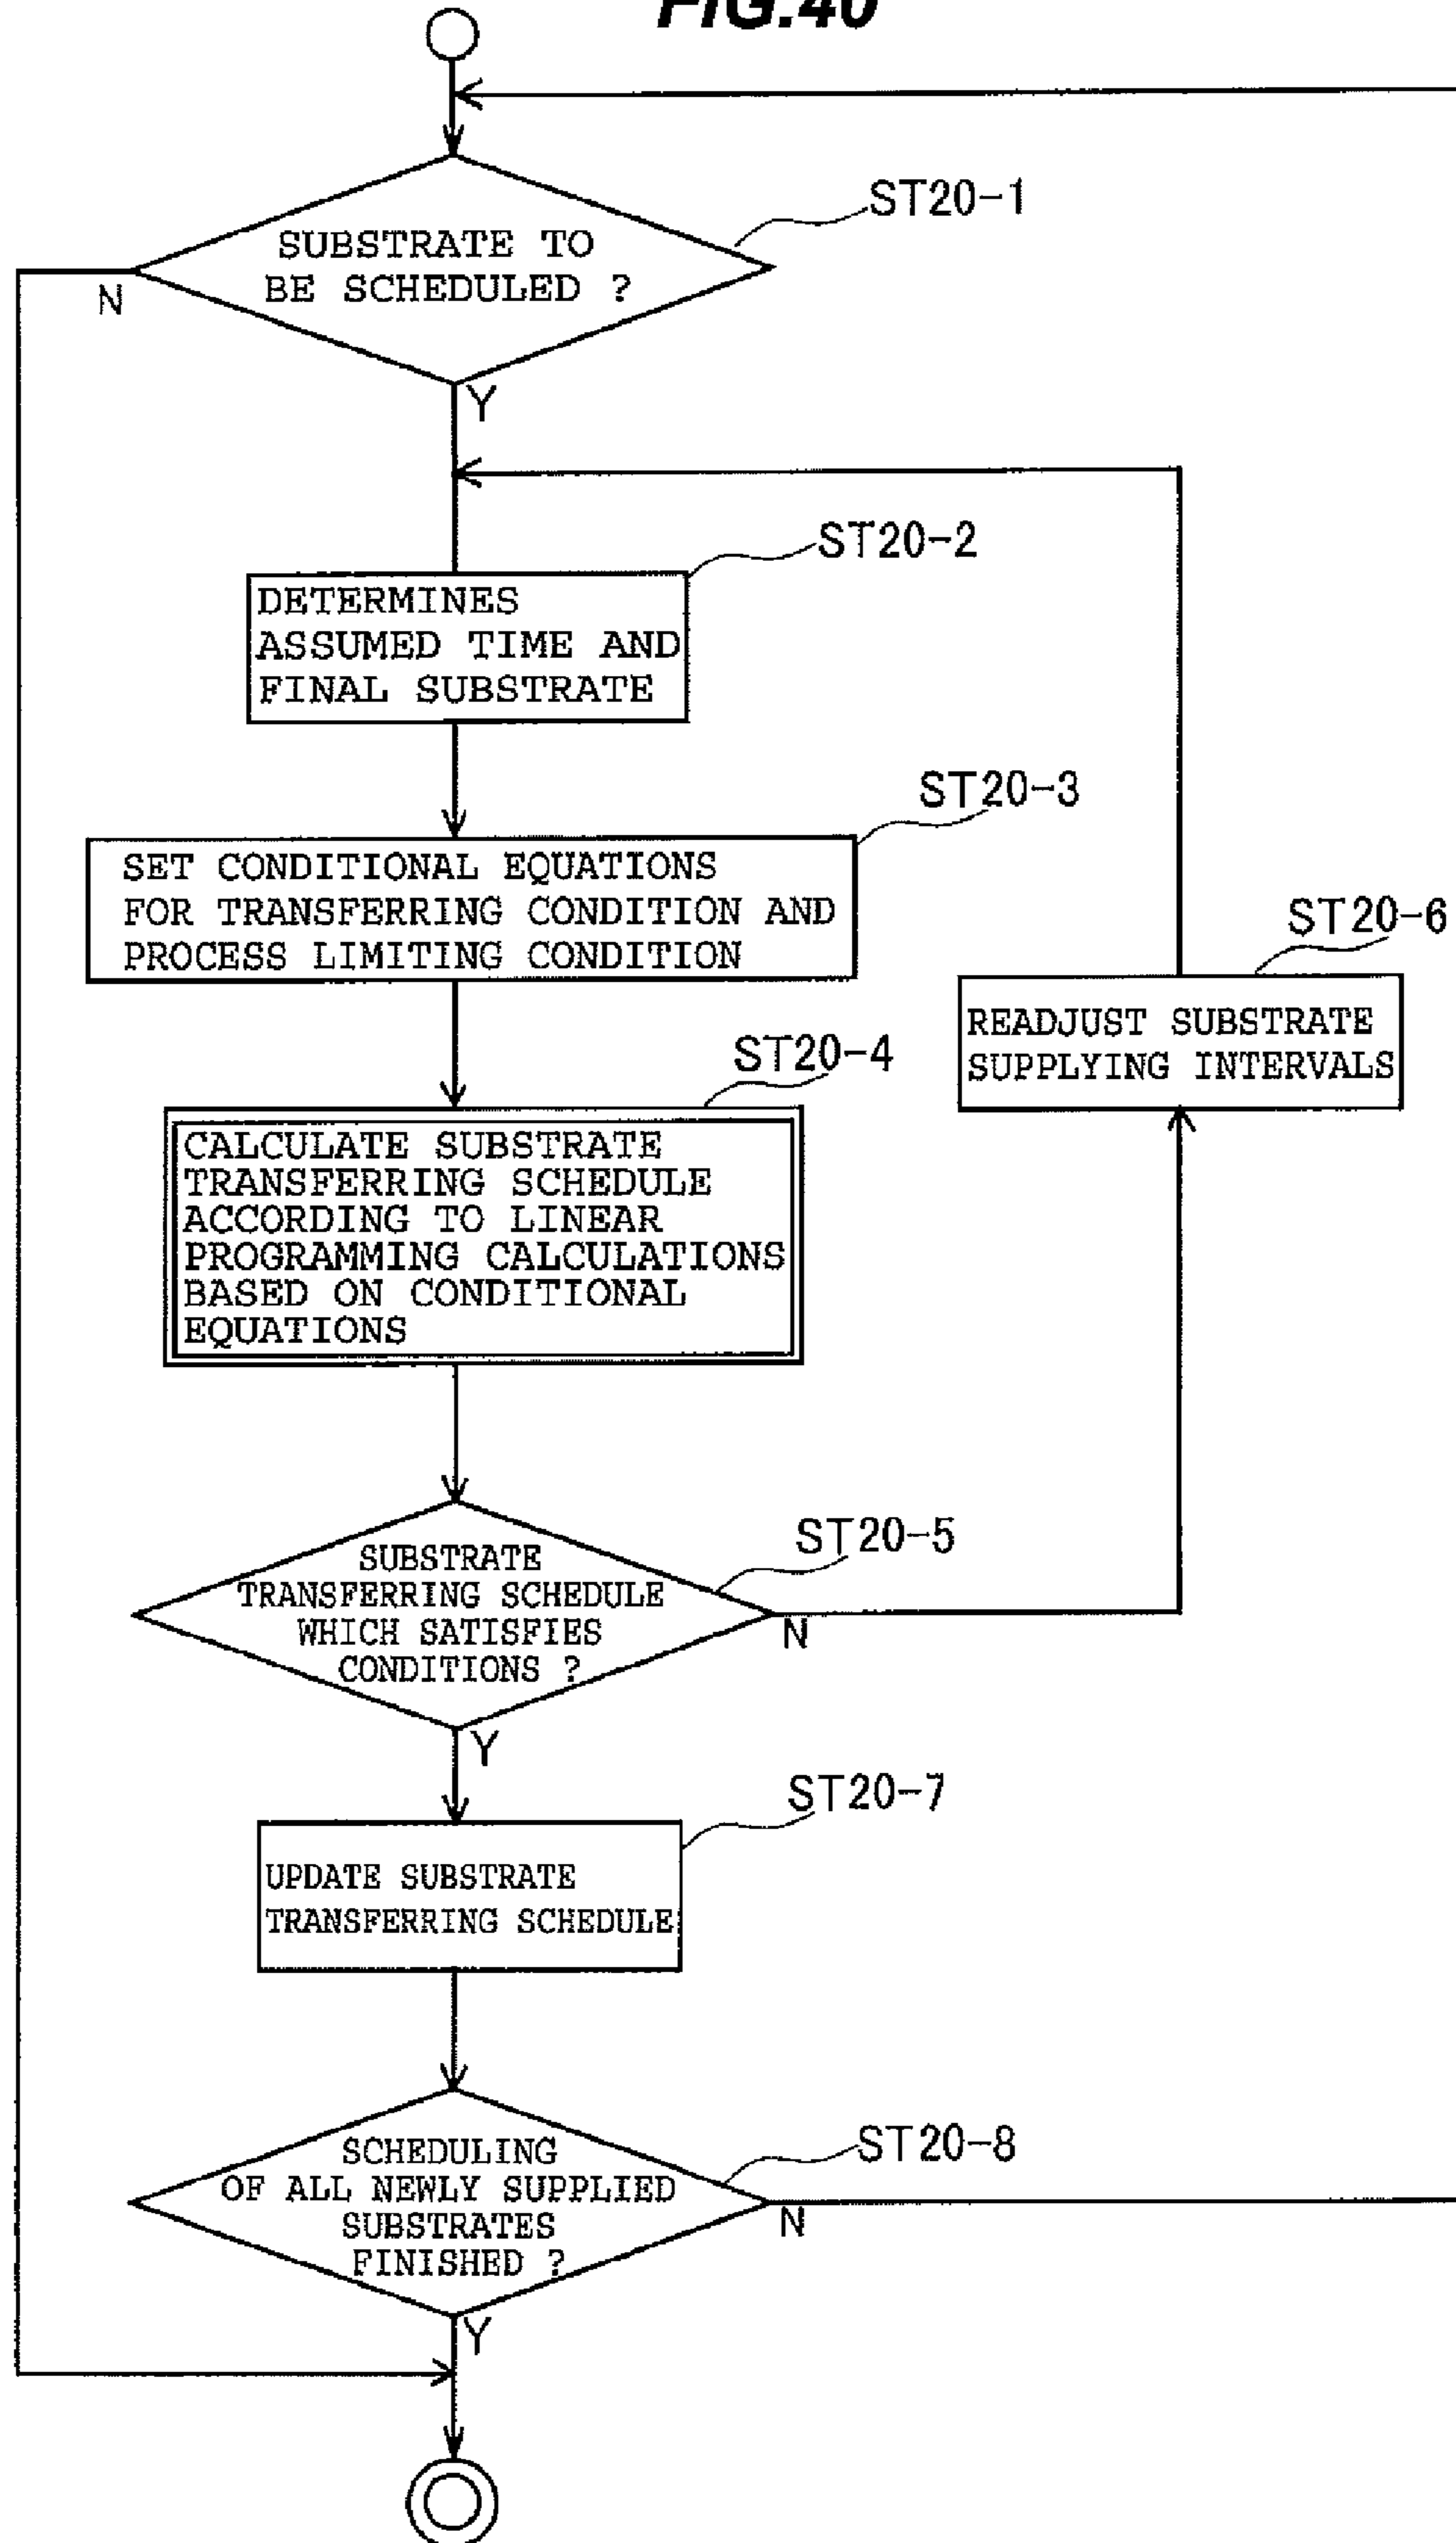 FIG.40
ST20-1
SUBSTRATE TO
BE SCHEDULED ?
N
Y
ST20-2
DETERMINES
ASSUMED TIME AND
FINAL SUBSTRATE
ST20-3
SET CONDITIONAL EQUATIONS
FOR TRANSFERRING CONDITION AND
PROCESS LIMITING CONDITION
ST20-6
READJUST SUBSTRATE
SUPPLYING INTERVALS
ST20-4
CALCULATE SUBSTRATE
TRANSFERRING SCHEDULE
ACCORDING TO LINEAR
PROGRAMMING CALCULATIONS
BASED ON CONDITIONAL
EQUATIONS
ST20-5
SUBSTRATE
TRANSFERRING SCHEDULE
WHICH SATISFIES
CONDITIONS ?
N
Y
ST20-7
UPDATE SUBSTRATE
TRANSFERRING SCHEDULE
ST20-8
SCHEDULING
OF ALL NEWLY SUPPLIED
SUBSTRATES
FINISHED ?
N
Y